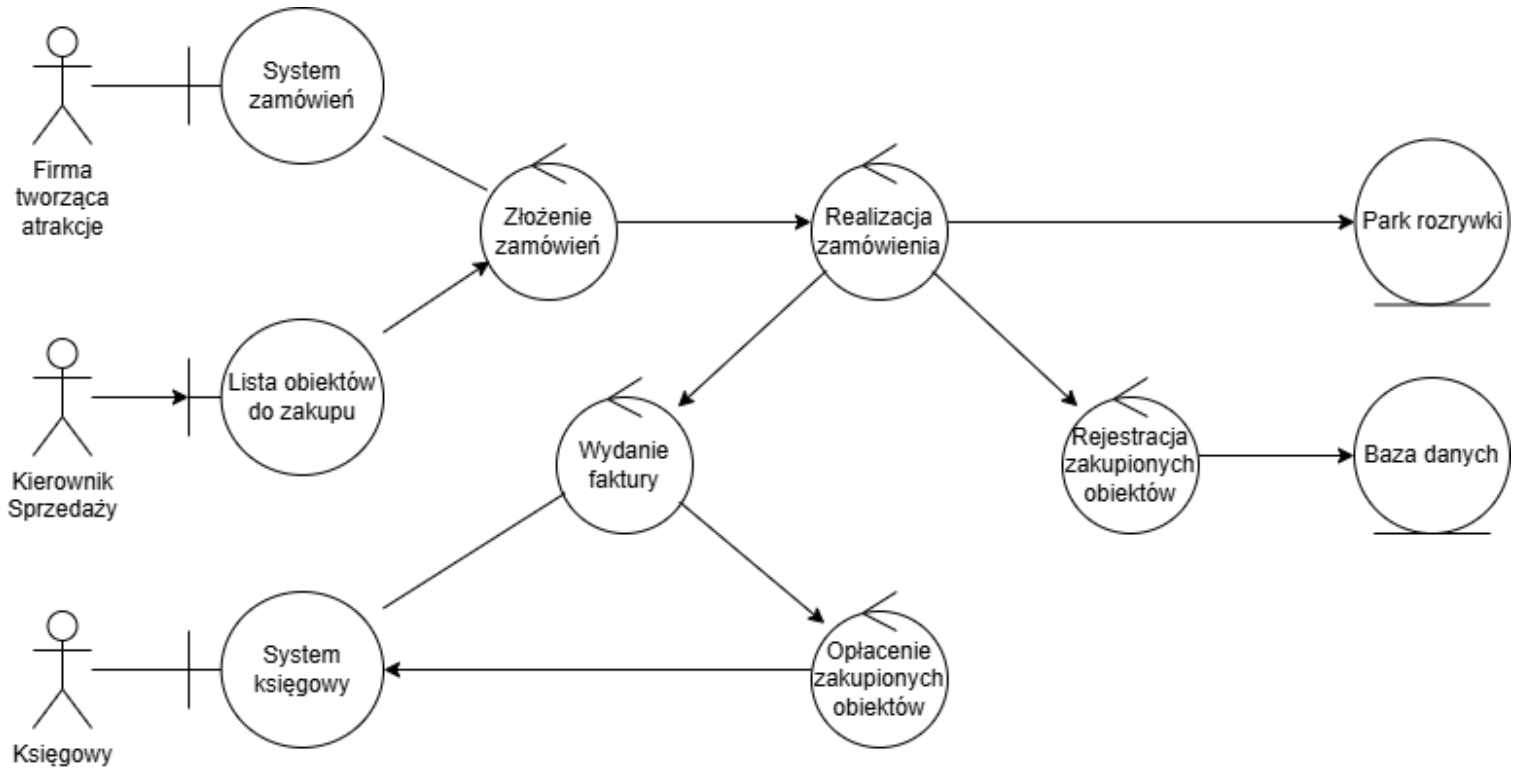 System
zamówień
Firma
tworząca
atrakcje
Złożenie
zamówień
Realizacja
zamówienia
Park rozrywki
Lista obiektów
do zakupu
Kierownik
Sprzedaży
Wydanie
faktury
Rejestracja
zakupionych
obiektów
Baza danych
System
księgowy
Księgowy
Opłacenie
zakupionych
obiektów